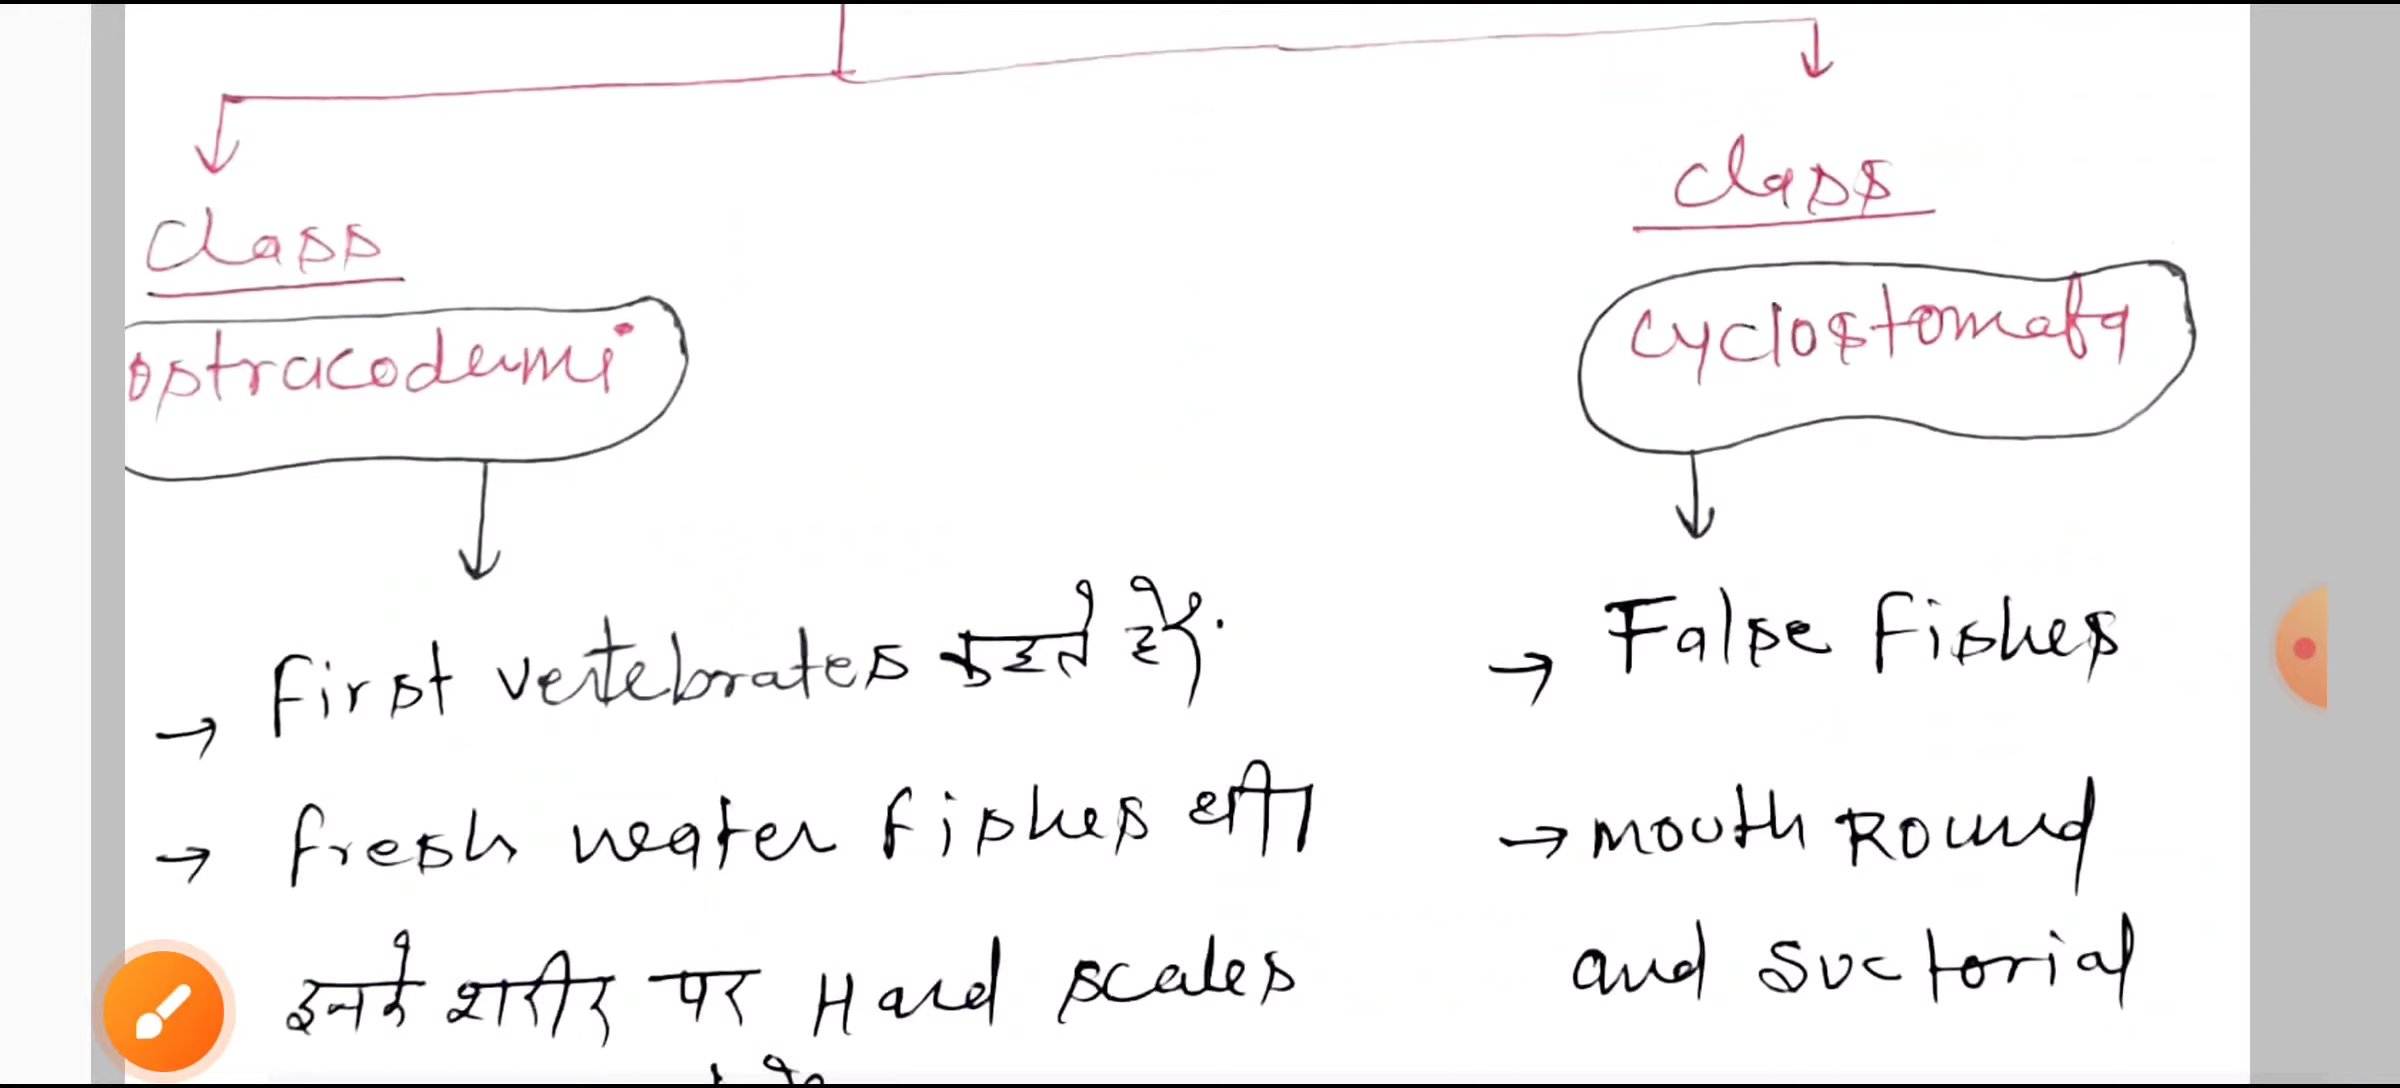 class
class
ostracodermi
cyclostomata
first vertebrates कहते हैं.
False fishes
fresh water fishes थी।
mouth Round
इनके शरीर पर Hard scales
and suctorial